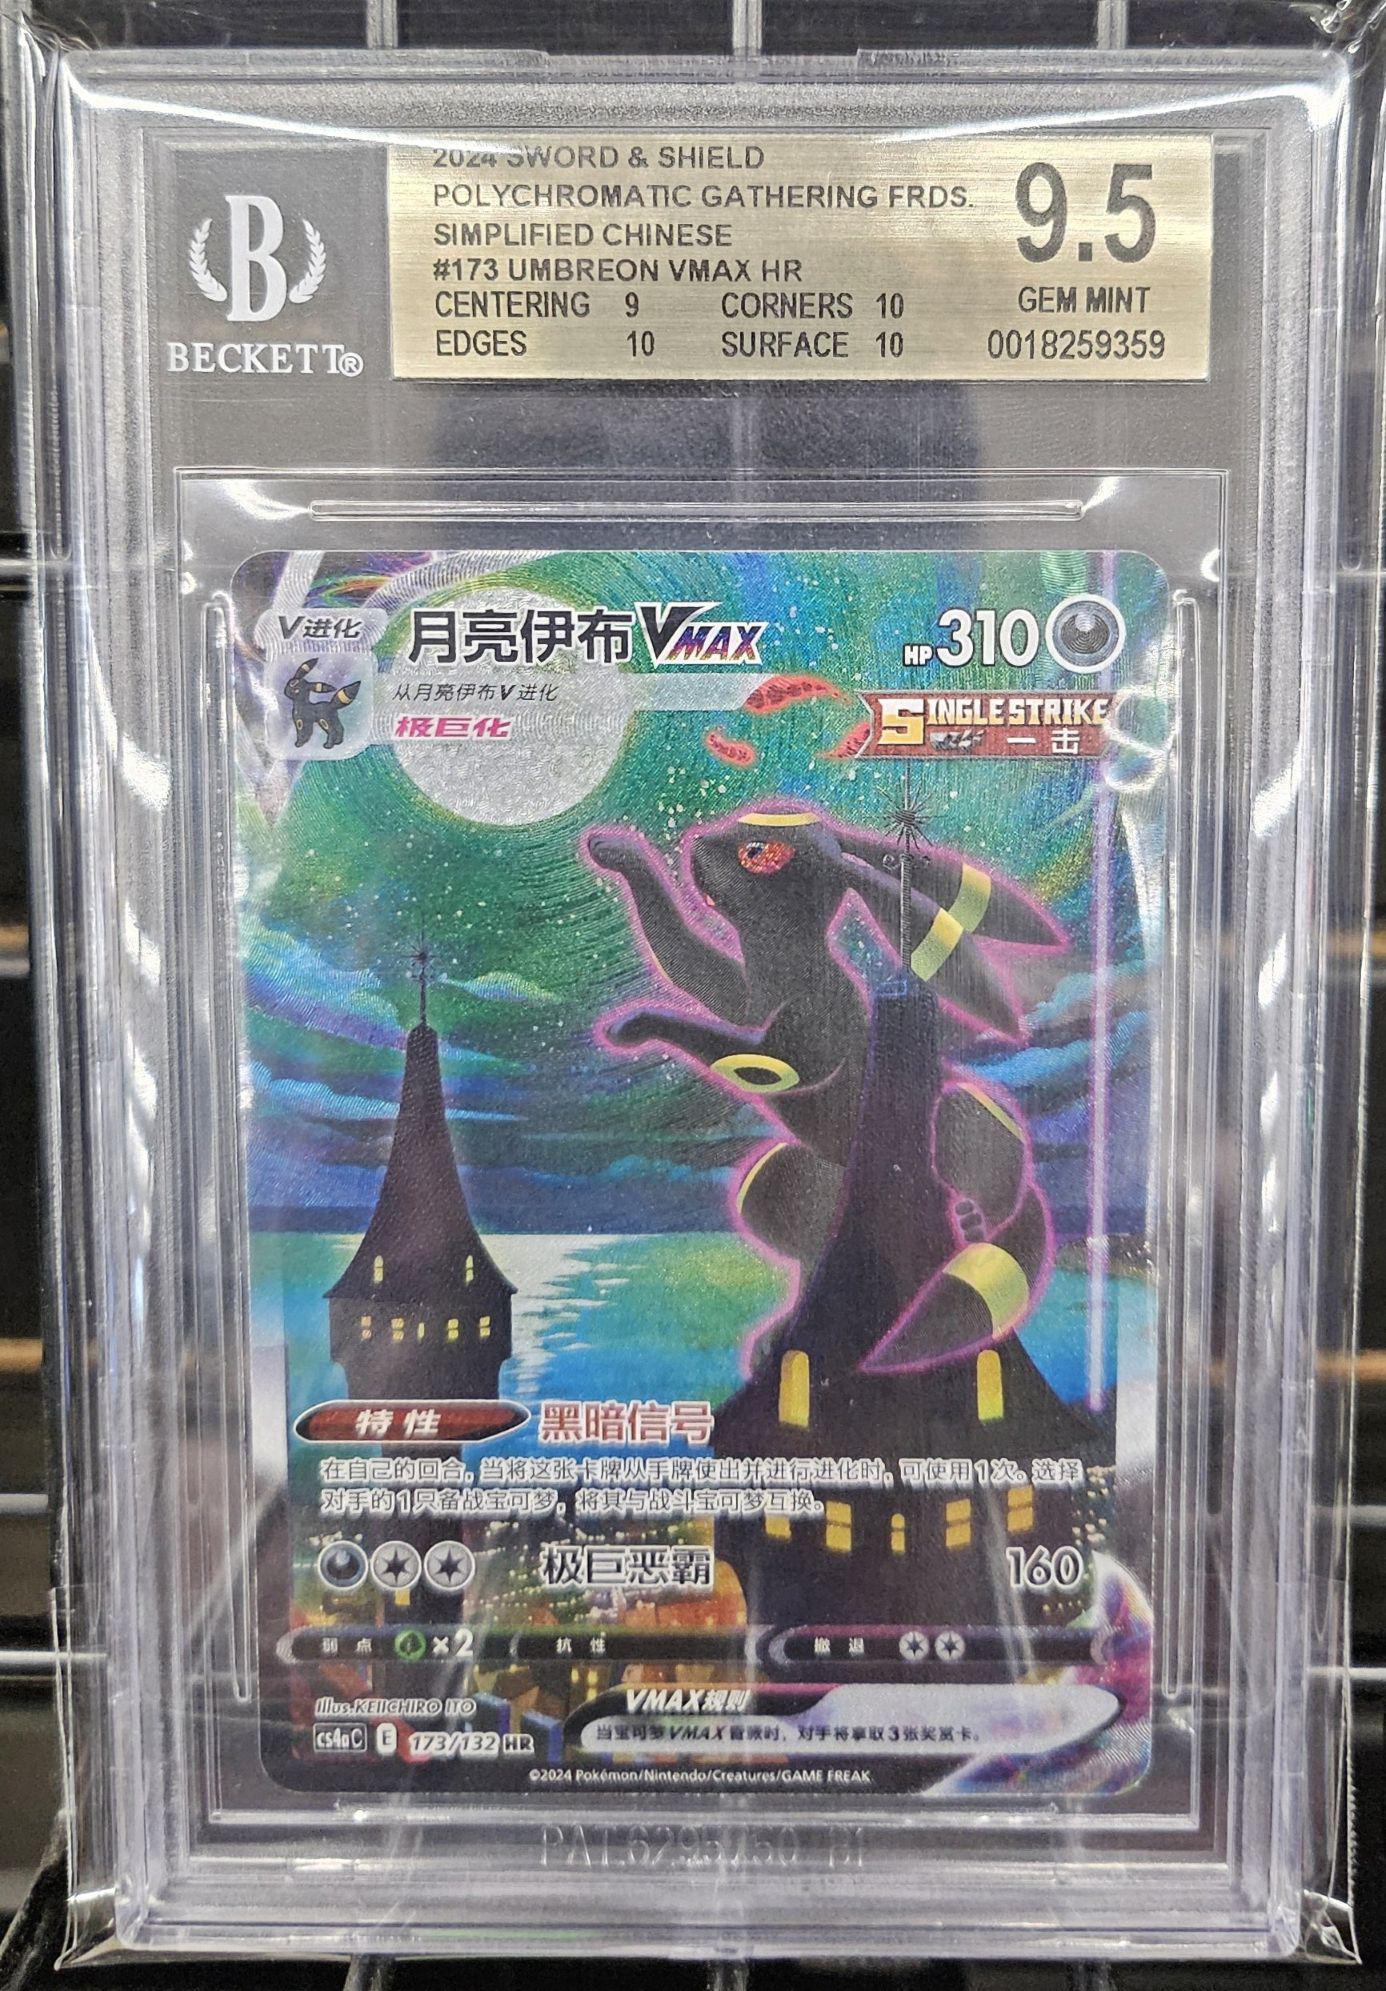 2024 SWORD & SHIELD
POLYCHROMATIC GATHERING FRDS.
SIMPLIFIED CHINESE
#173 UMBREON VMAX HR
CENTERING 9 CORNERS 10
EDGES 10 SURFACE 10
9.5
GEM MINT
0018259359
B
BECKETT®
V进化
月亮伊布VMAX
HP310
从月亮伊布V进化
极巨化
SINGLE STRIKE
一击
特性 黑暗信号
在自己的回合，当将这张卡牌从手牌使出并进行进化时，可使用1次。选择
对手的1只备战宝可梦，将其与战斗宝可梦互换。
极巨恶霸 160
弱点 ×2 抗性 撤退
Illus.KEIICHIRO ITO
VMAX规则
当宝可梦VMAX昏厥时，对手将拿取3张奖赏卡。
cs4aC E 173/132 HR
©2024 Pokémon/Nintendo/Creatures/GAME FREAK